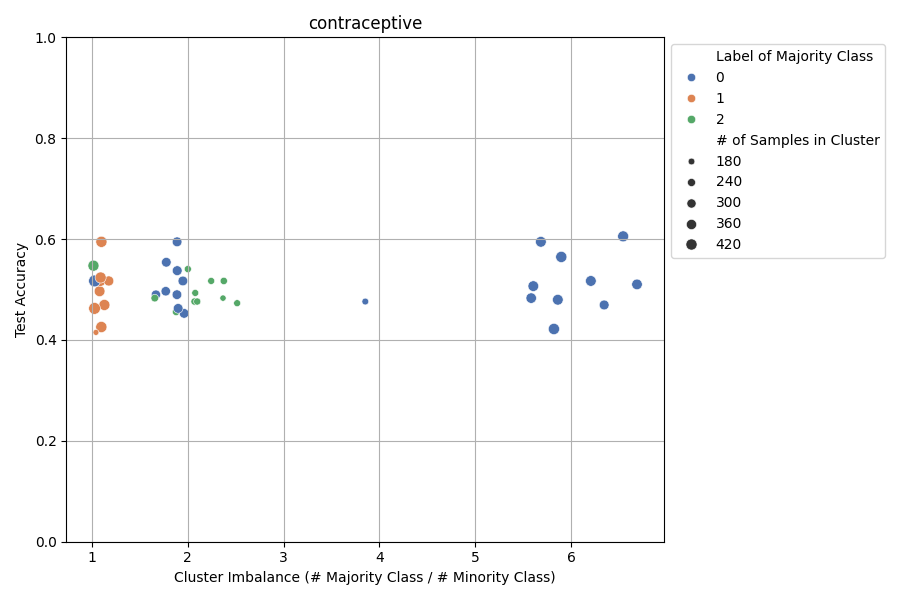 contraceptive
1.0
0.8
0.6
0.4
0.2
0.0
Test Accuracy
1 2 3 4 5 6
Cluster Imbalance (# Majority Class / # Minority Class)
Label of Majority Class
0
1
2
# of Samples in Cluster
180
240
300
360
420